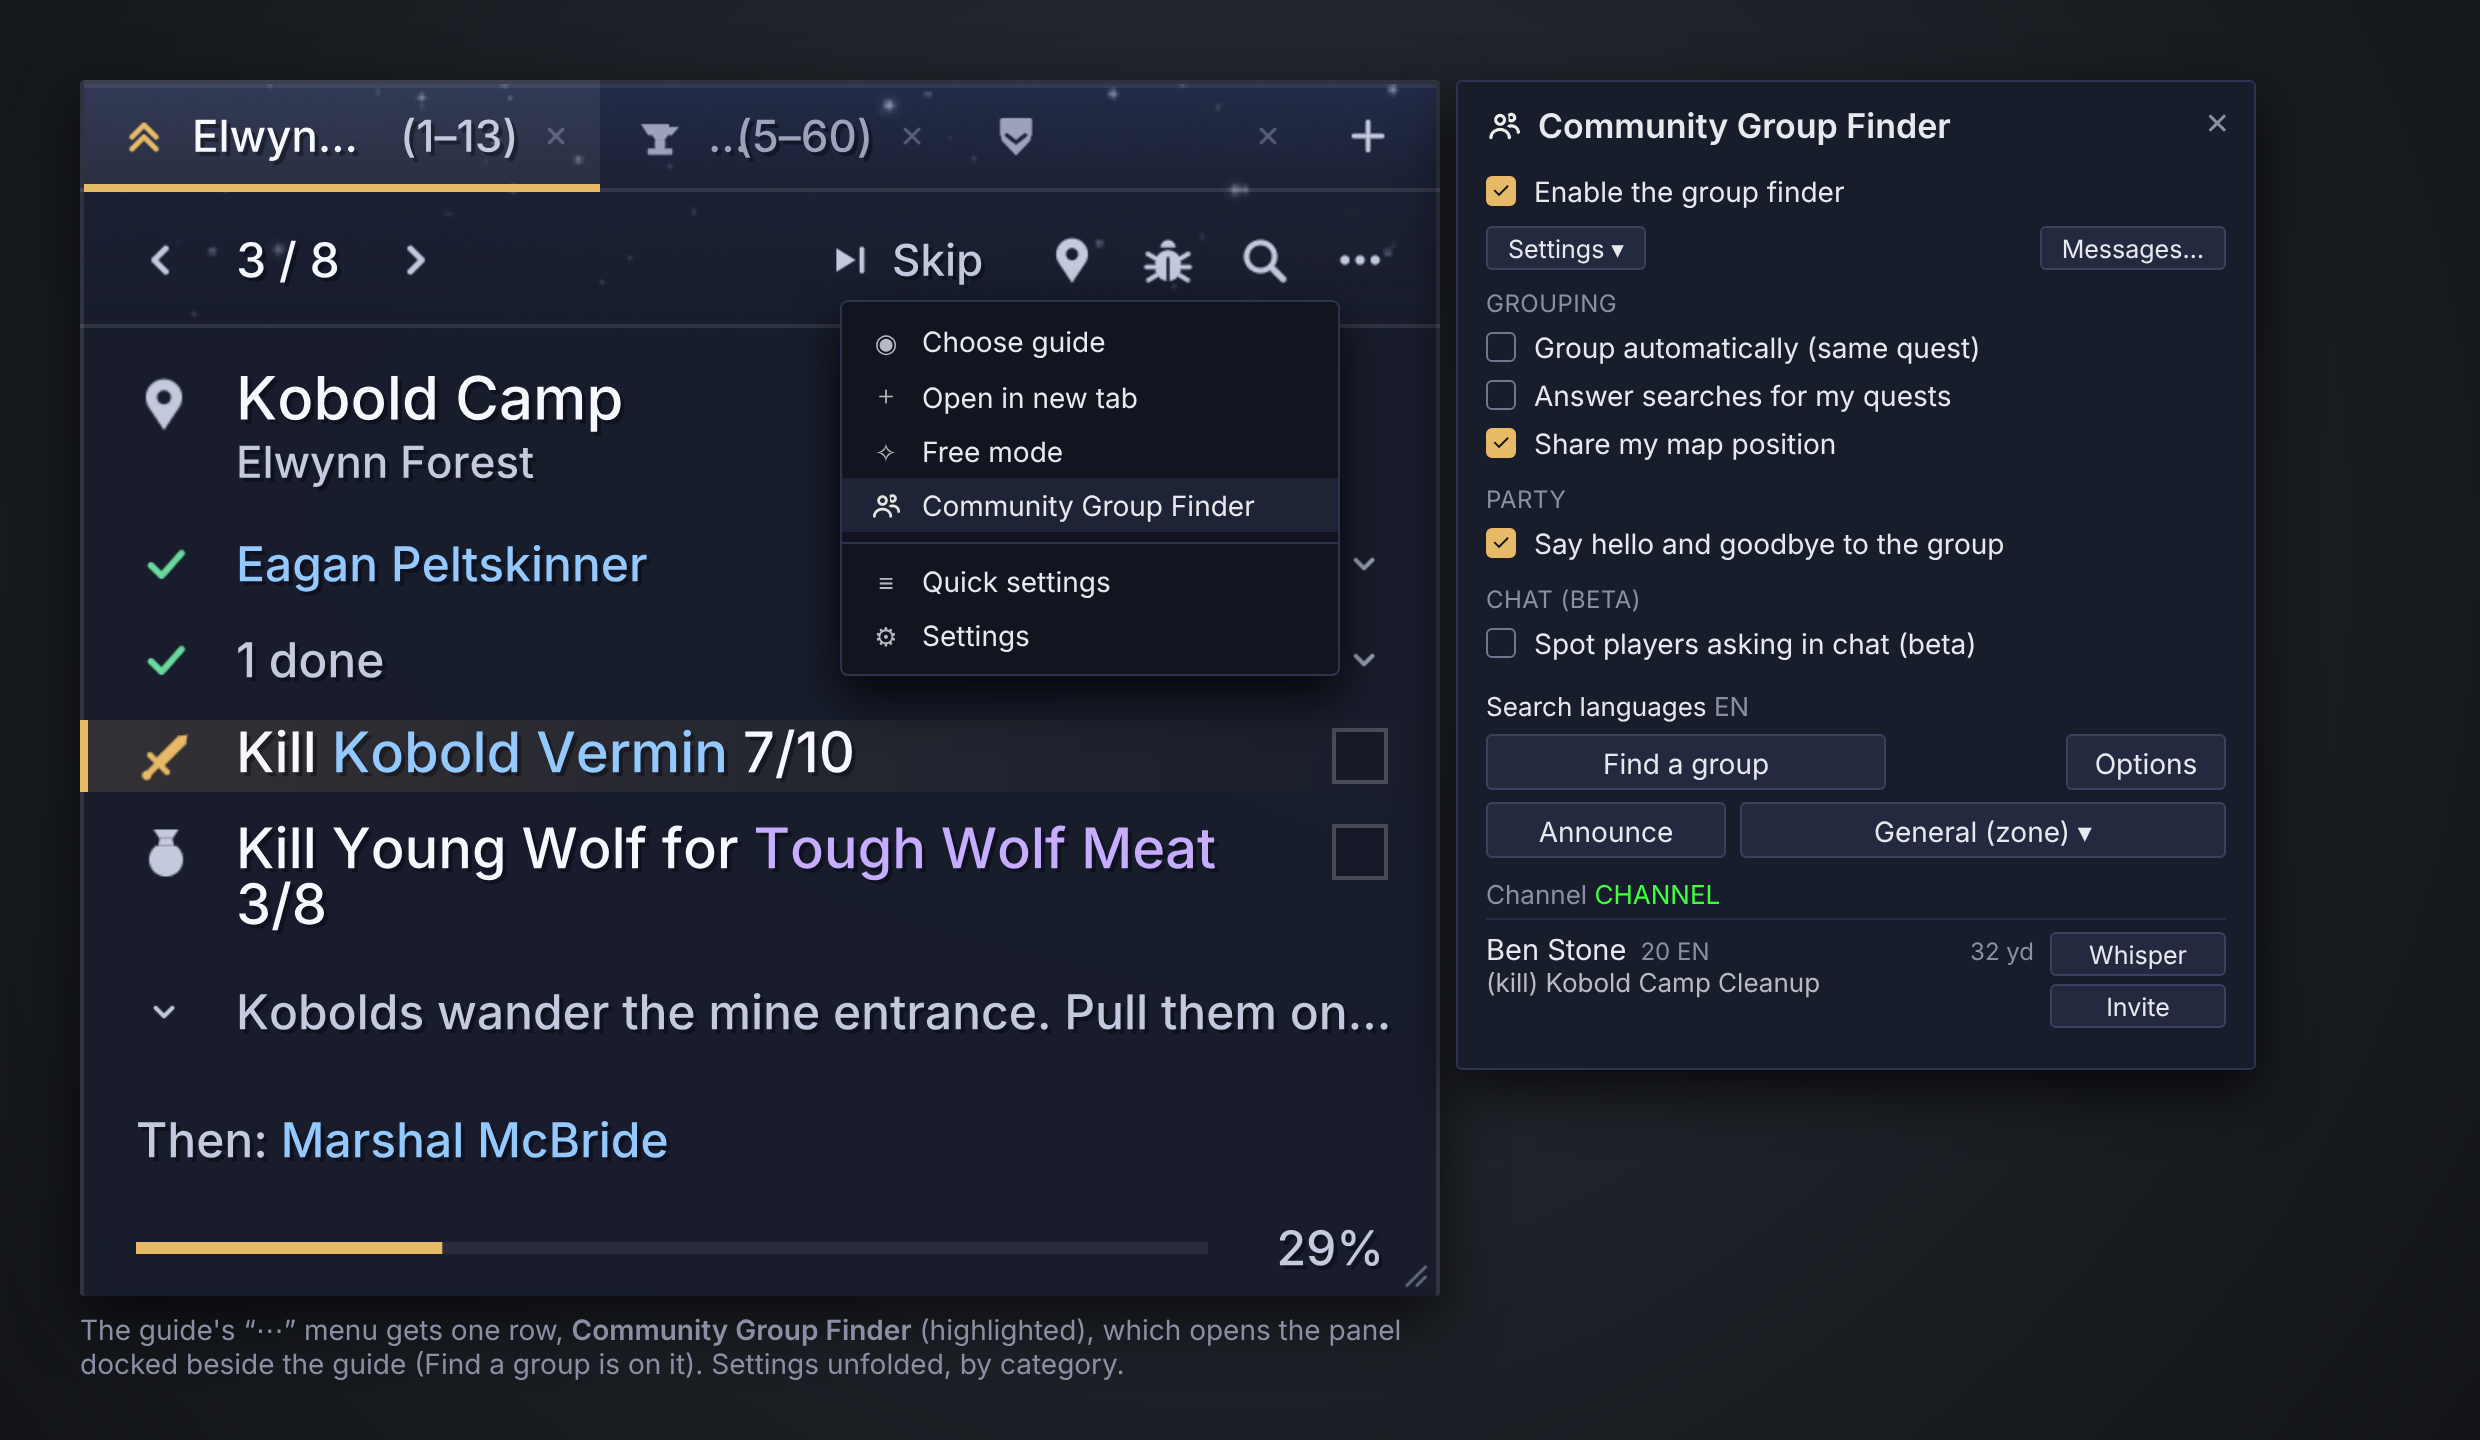 Elwyn... (1–13) ×
...(5–60) ×
×
+
3 / 8
Skip
Kobold Camp
Elwynn Forest
Eagan Peltskinner
1 done
Kill Kobold Vermin 7/10
Kill Young Wolf for Tough Wolf Meat
3/8
Kobolds wander the mine entrance. Pull them on...
Then: Marshal McBride
29%
Choose guide
+ Open in new tab
Free mode
Community Group Finder
Quick settings
Settings
Community Group Finder ×
Enable the group finder
Settings ▾
Messages...
GROUPING
Group automatically (same quest)
Answer searches for my quests
Share my map position
PARTY
Say hello and goodbye to the group
CHAT (BETA)
Spot players asking in chat (beta)
Search languages EN
Find a group
Options
Announce
General (zone) ▾
Channel CHANNEL
Ben Stone 20 EN 32 yd
Whisper
(kill) Kobold Camp Cleanup
Invite
The guide's “⋯” menu gets one row, Community Group Finder (highlighted), which opens the panel
docked beside the guide (Find a group is on it). Settings unfolded, by category.